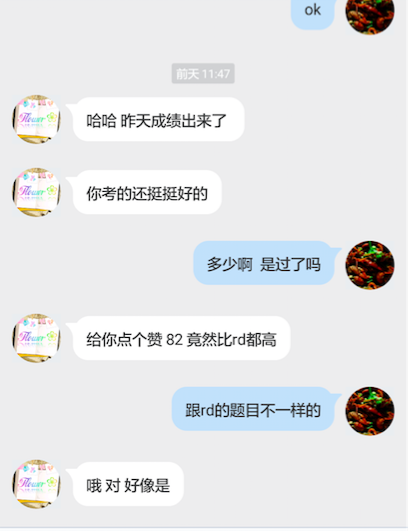 ok
前天 11:47
哈哈 昨天成绩出来了
你考的还挺挺好的
多少啊 是过了吗
给你点个赞 82 竟然比rd都高
跟rd的题目不一样的
哦 对 好像是